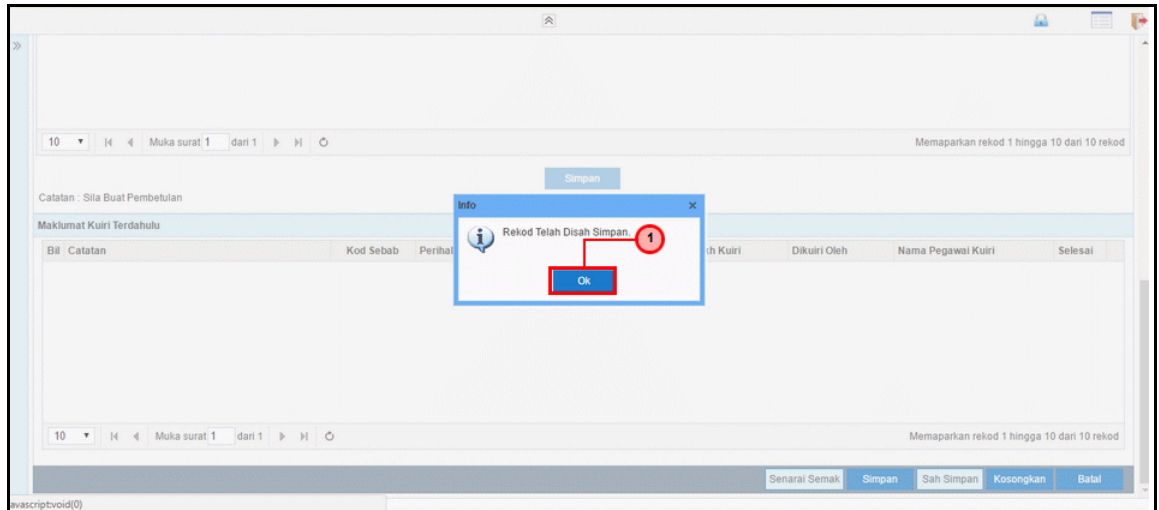 10 Muka surat 1 dari 1 Memaparkan rekod 1 hingga 10 dari 10 rekod
Simpan
Catatan : Sila Buat Pembetulan
Info
Maklumat Kuiri Terdahulu
Rekod Telah Disah Simpan.
1
Bil Catatan Kod Sebab Perihal kh Kuiri Dikuiri Oleh Nama Pegawai Kuiri Selesai
Ok
10 Muka surat 1 dari 1 Memaparkan rekod 1 hingga 10 dari 10 rekod
Senarai Semak Simpan Sah Simpan Kosongkan Batal
avascript:void(0)